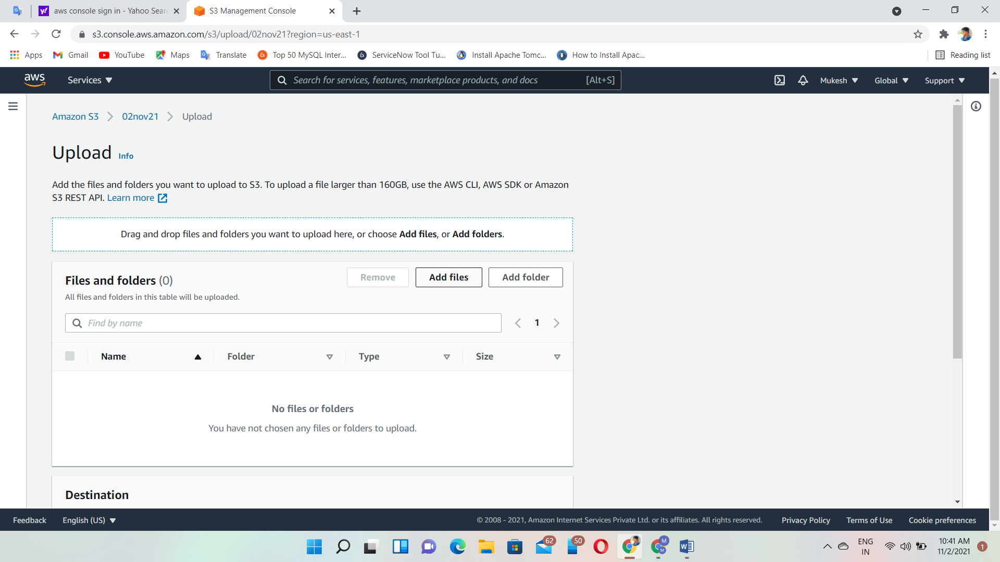 aws console sign in - Yahoo Sear
S3 Management Console
s3.console.aws.amazon.com/s3/upload/02nov21?region=us-east-1
Apps
Gmail
YouTube
Maps
Translate
Top 50 MySQL Inter...
ServiceNow Tool Tu...
Install Apache Tomc...
How to Install Apac...
Reading list
aws
Services
Search for services, features, marketplace products, and docs
[Alt+S]
Mukesh
Global
Support
Amazon S3
02nov21
Upload
Upload Info
Add the files and folders you want to upload to S3. To upload a file larger than 160GB, use the AWS CLI, AWS SDK or Amazon
S3 REST API. Learn more
Drag and drop files and folders you want to upload here, or choose Add files, or Add folders.
Files and folders (0)
Remove
Add files
Add folder
All files and folders in this table will be uploaded.
Find by name
1
Name
Folder
Type
Size
No files or folders
You have not chosen any files or folders to upload.
Destination
Feedback
English (US)
© 2008 - 2021, Amazon Internet Services Private Ltd. or its affiliates. All rights reserved.
Privacy Policy
Terms of Use
Cookie preferences
62
50
M
M
ENG
IN
10:41 AM
11/2/2021
1